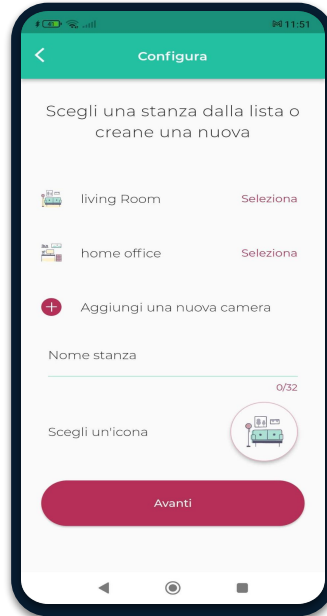 11:51
Configura
Scegli una stanza dalla lista o
creane una nuova
living Room Seleziona
home office Seleziona
Aggiungi una nuova camera
Nome stanza
0/32
Scegli un'icona
Avanti